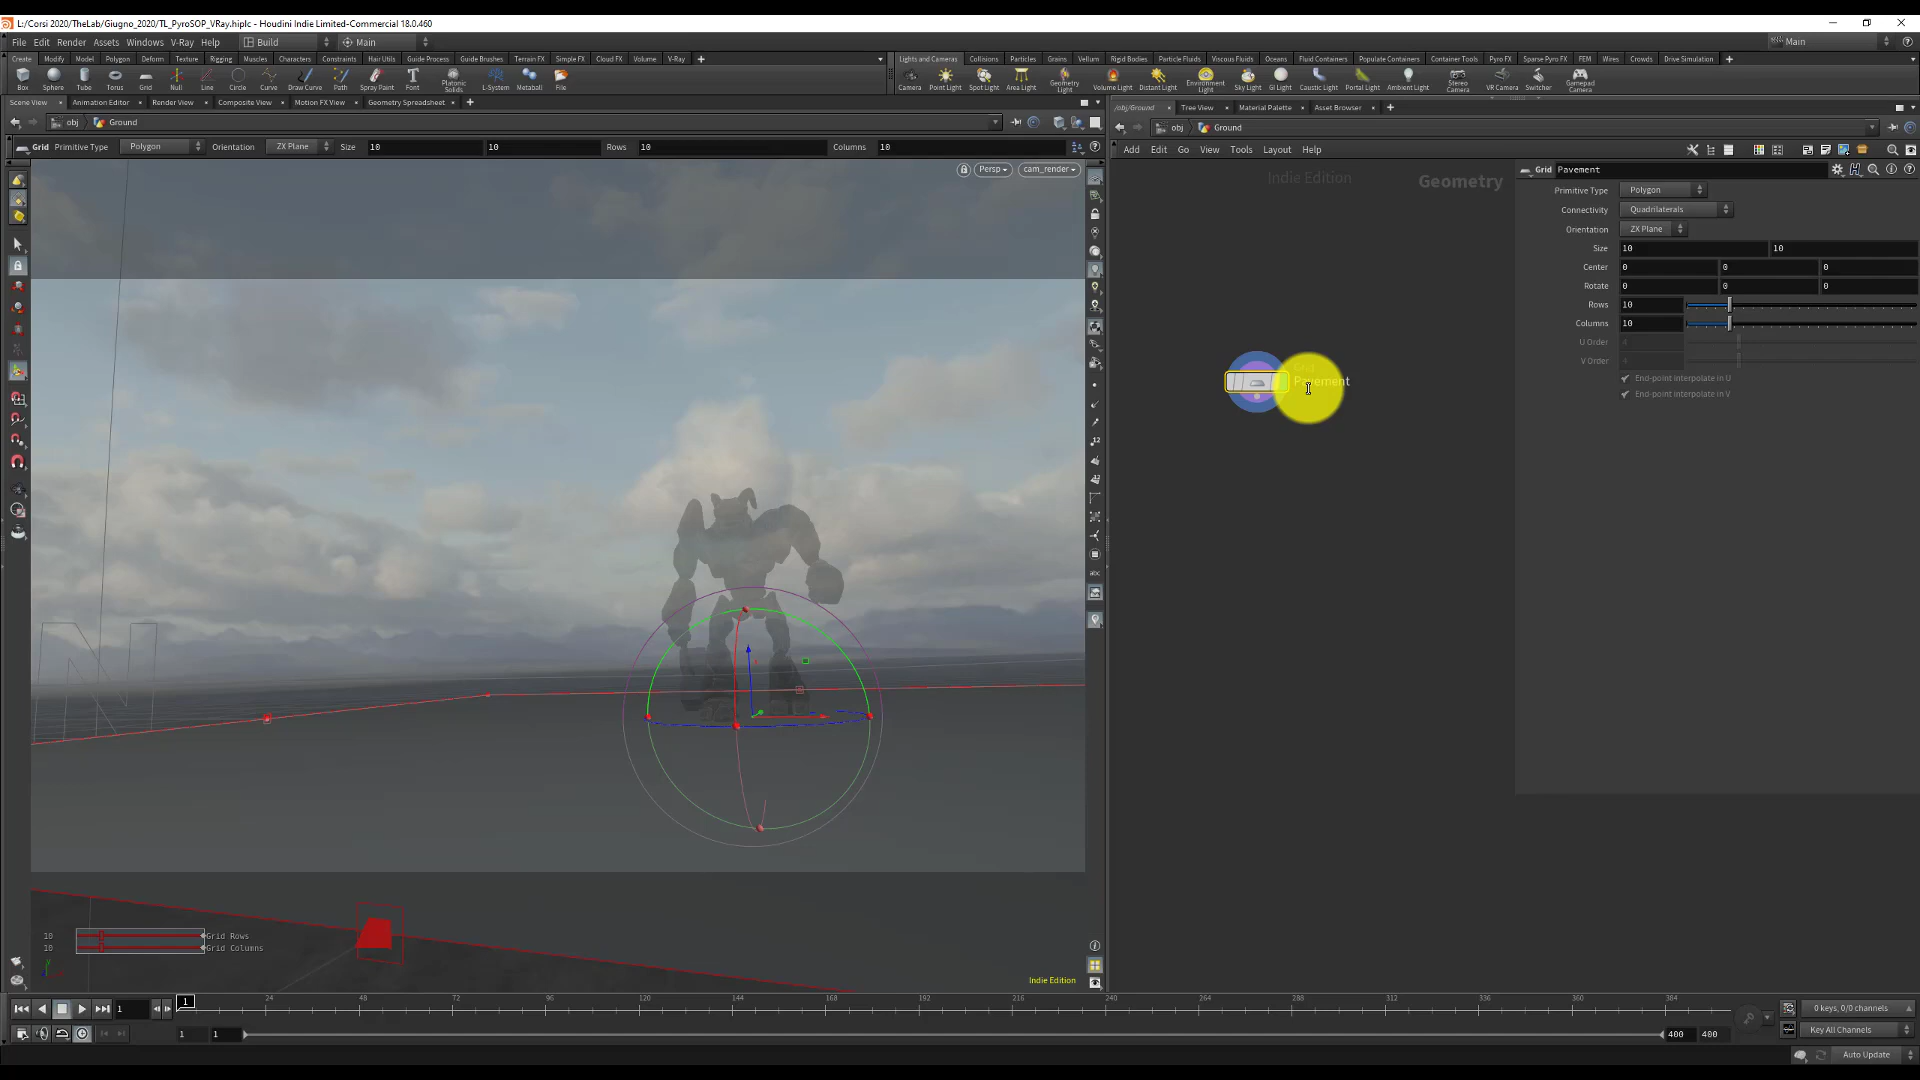 L:/Corsi 2020/TheLab/Giugno_2020/TL_PyroSOP_VRay.hiplc - Houdini Indie Limited-Commercial 18.0.460
File Edit Render Assets Windows V-Ray Help Build Main Main
Create Modify Model Polygon Deform Texture Rigging Muscles Characters Constraints Hair Utils Guide Process Guide Brushes Terrain FX Simple FX Cloud FX Volume V-Ray
Lights and Cameras Collisions Particles Grains Vellum Rigid Bodies Particle Fluids Viscous Fluids Oceans Fluid Containers Populate Containers Container Tools Pyro FX Sparse Pyro FX FEM Wires Crowds Drive Simulation
Box Sphere Tube Torus Grid Null Line Circle Curve Draw Curve Path Spray Paint Font Platonic Solids L-System Metaball File
Camera Point Light Spot Light Area Light Geometry Light Volume Light Distant Light Environment Light Sky Light GI Light Caustic Light Portal Light Ambient Light Stereo Camera VR Camera Switcher Gamepad Camera
Scene View Animation Editor Render View Composite View Motion FX View Geometry Spreadsheet
/obj/Ground Tree View Material Palette Asset Browser
obj Ground
obj Ground
Grid Primitive Type Polygon Orientation ZX Plane Size 10 10 Rows 10 Columns 10
Add Edit Go View Tools Layout Help
Persp cam_render
Indie Edition Geometry
Grid Pavement
Primitive Type Polygon
Connectivity Quadrilaterals
Orientation ZX Plane
Size 10 10
Center 0 0 0
Rotate 0 0 0
Rows 10
Columns 10
U Order 4
V Order 4
End-point interpolate in U
End-point interpolate in V
Pavement
10 Grid Rows
10 Grid Columns
Indie Edition
1 1 24 48 72 96 120 144 168 192 216 240 264 288 312 336 360 384
0 keys, 0/0 channels
1 1 400 400 Key All Channels
Auto Update